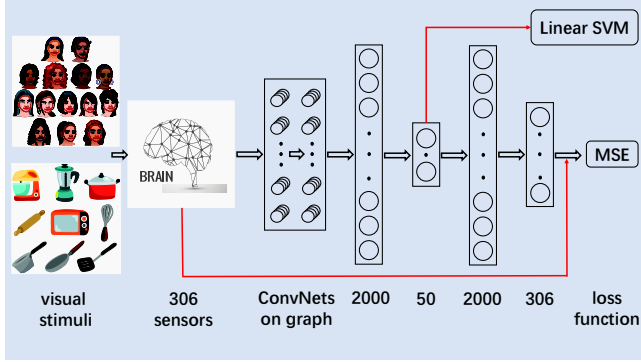 Linear SVM
MSE
BRAIN
visual
stimuli
306
sensors
ConvNets
on graph
2000
50
2000
306
loss
function